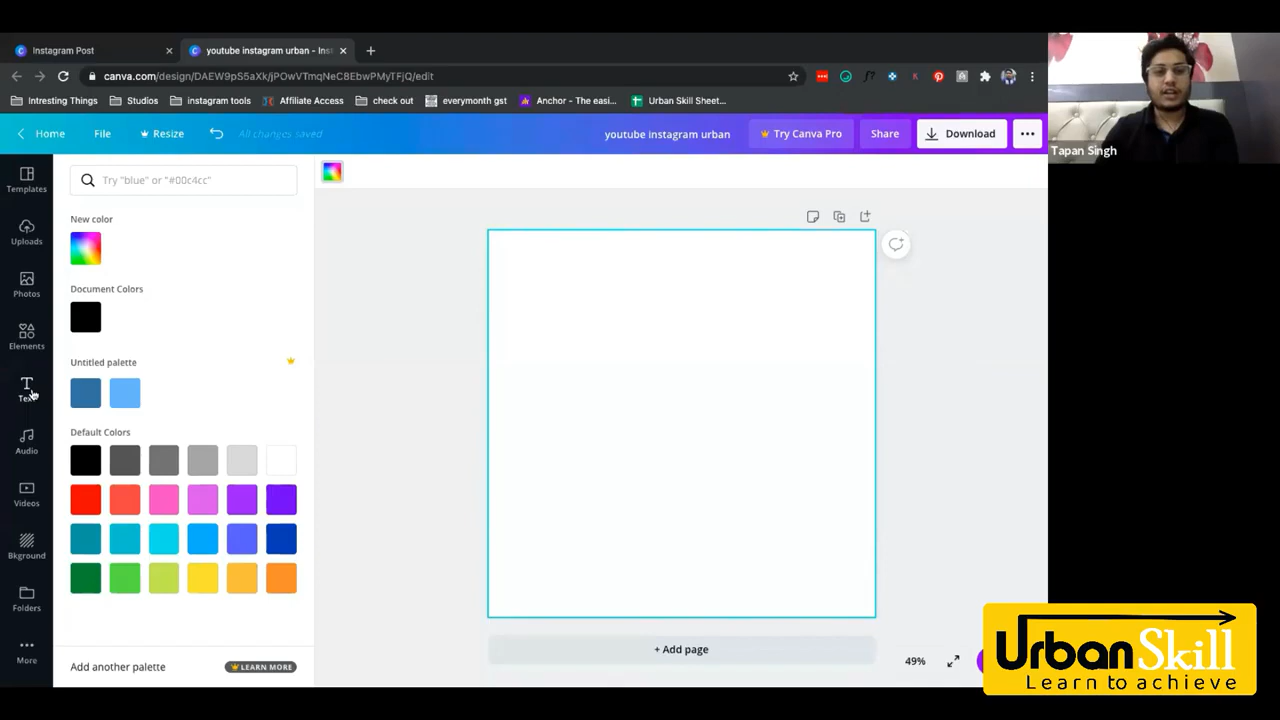 Instagram Post
youtube instagram urban - Inst
canva.com/design/DAEW9pS5aXk/jPOwVTmqNeC8EbwPMyTFjQ/edit
Intresting Things
Studios
instagram tools
Affiliate Access
check out
everymonth gst
Anchor - The easi...
Urban Skill Sheet...
Home
File
Resize
All changes saved
youtube instagram urban
Try Canva Pro
Share
Download
Tapan Singh
Templates
Uploads
Photos
Elements
Text
Audio
Videos
Bkground
Folders
More
Try "blue" or "#00c4cc"
New color
Document Colors
Untitled palette
Default Colors
Add another palette
LEARN MORE
+ Add page
49%
UrbanSkill
Learn to achieve